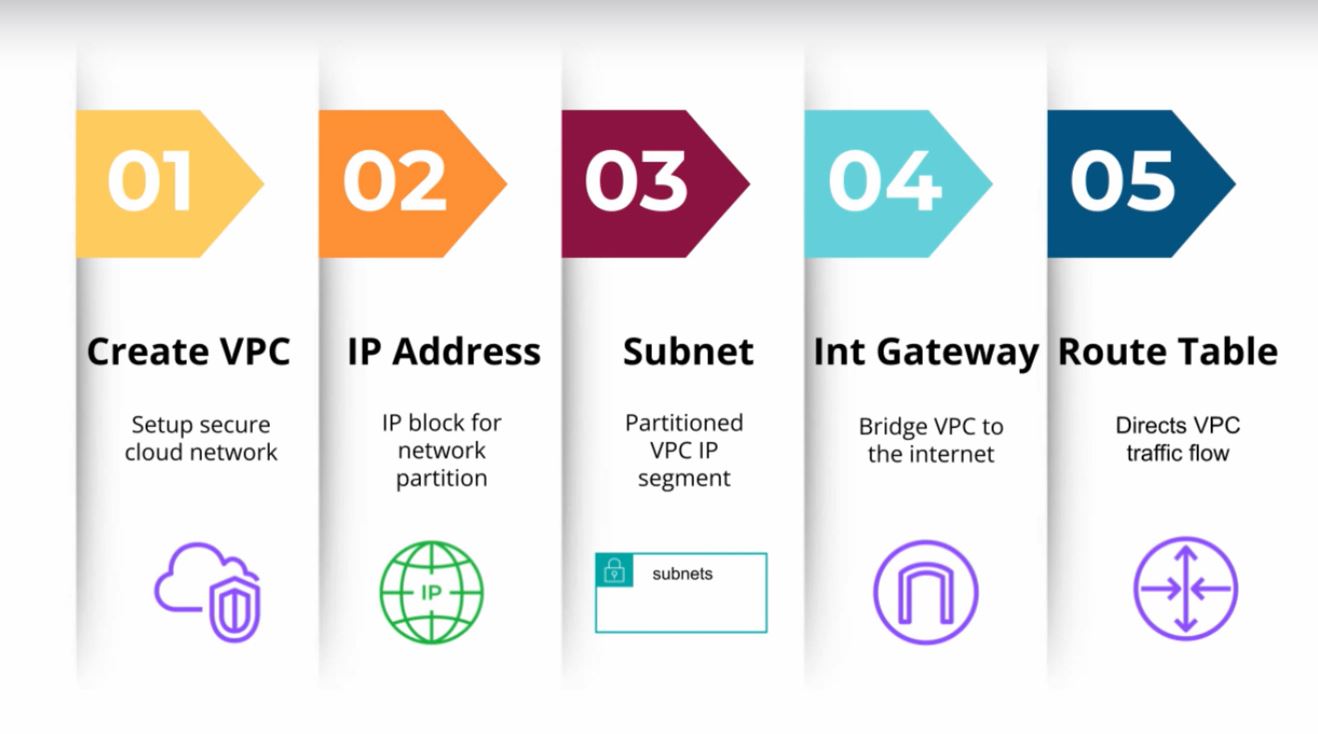 01
02
03
04
05
Create VPC
IP Address
Subnet
Int Gateway
Route Table
Setup secure
cloud network
IP block for
network
partition
Partitioned
VPC IP
segment
Bridge VPC to
the internet
Directs VPC
traffic flow
IP
subnets